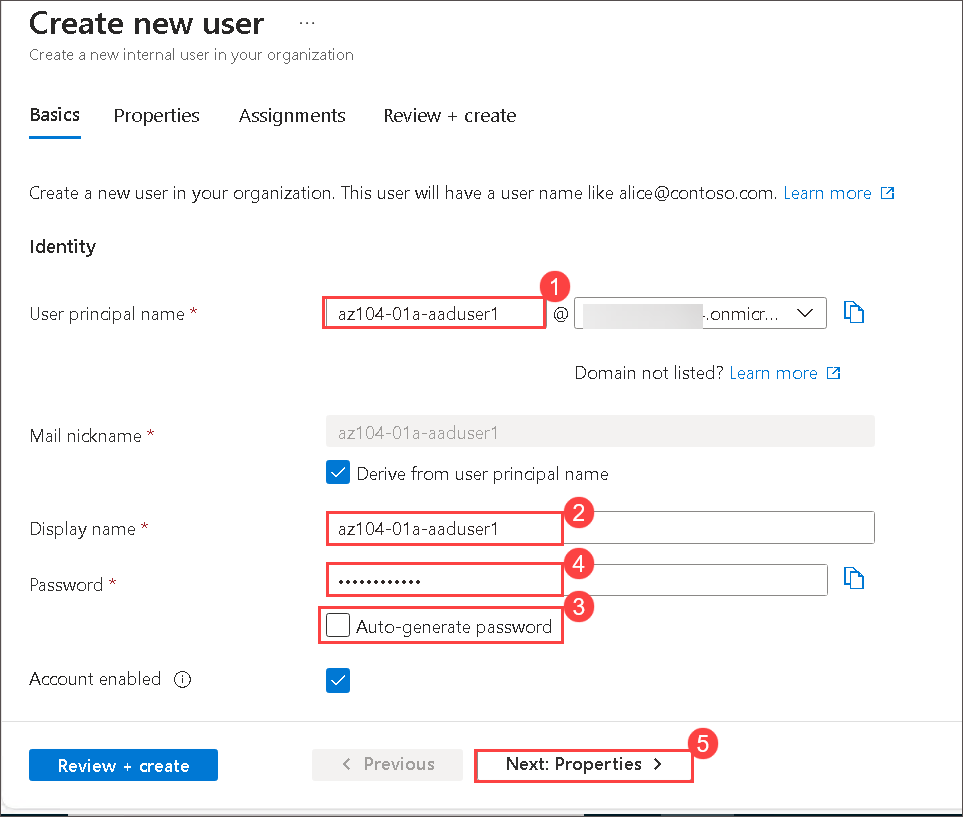 Create new user ...
Create a new internal user in your organization
Basics Properties Assignments Review + create
Create a new user in your organization. This user will have a user name like alice@contoso.com. Learn more
Identity
1
User principal name * az104-01a-aaduser1 @ .onmicr...
Domain not listed? Learn more
Mail nickname * az104-01a-aaduser1
Derive from user principal name
2
Display name * az104-01a-aaduser1
4
Password * ••••••••••••
3
Auto-generate password
Account enabled
5
Review + create < Previous Next: Properties >